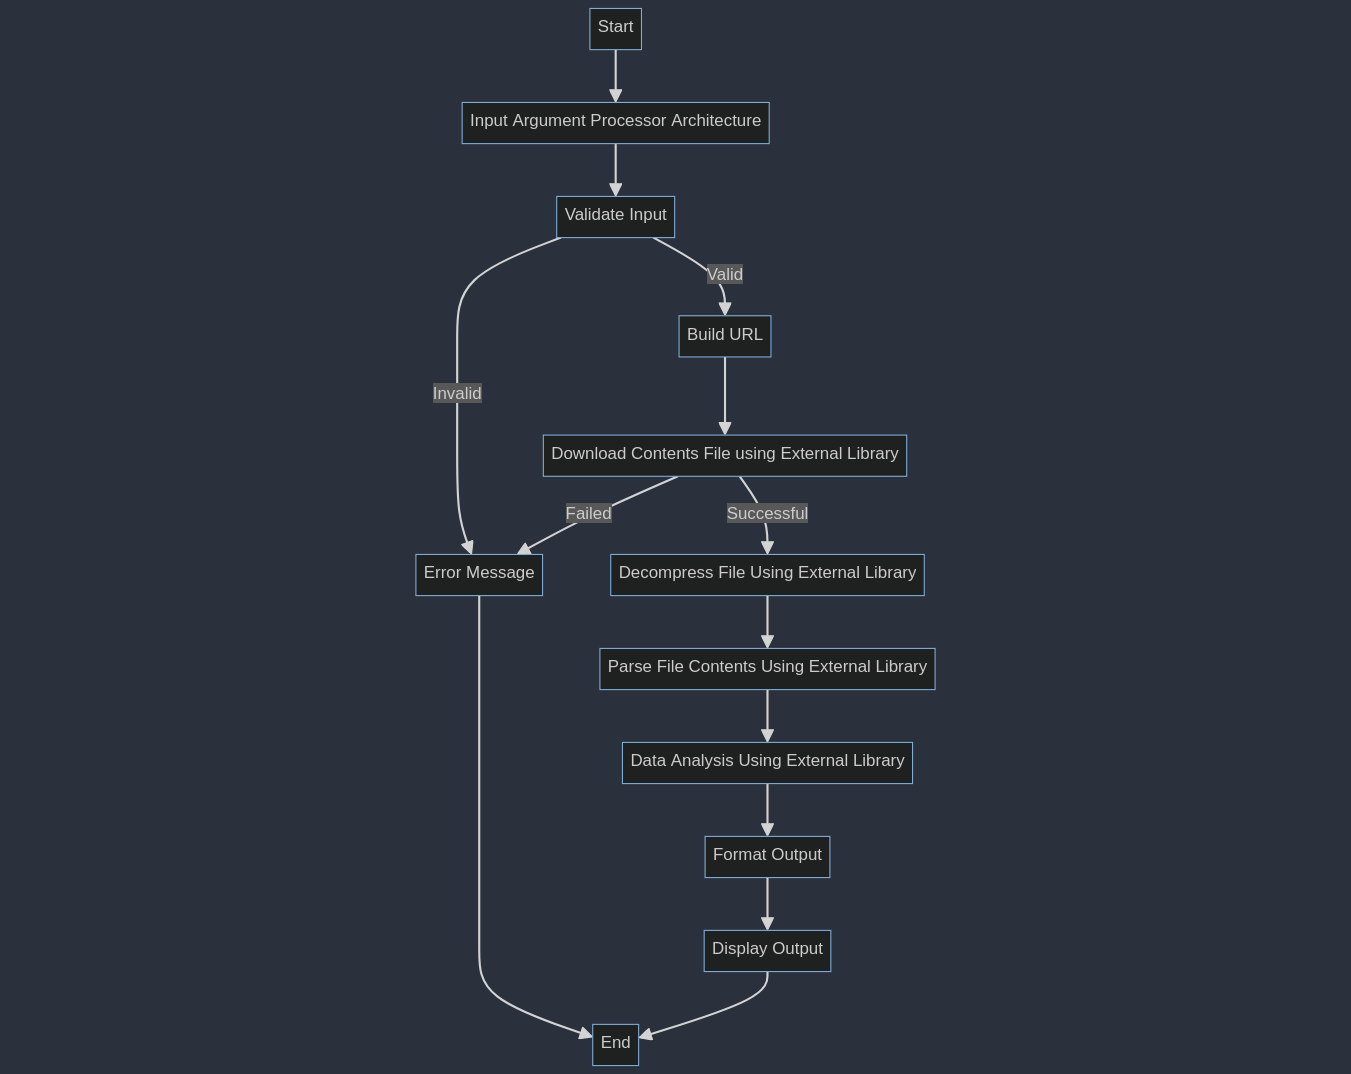 Start
Input Argument Processor Architecture
Validate Input
Valid
Build URL
Invalid
Download Contents File using External Library
Failed
Successful
Error Message
Decompress File Using External Library
Parse File Contents Using External Library
Data Analysis Using External Library
Format Output
Display Output
End